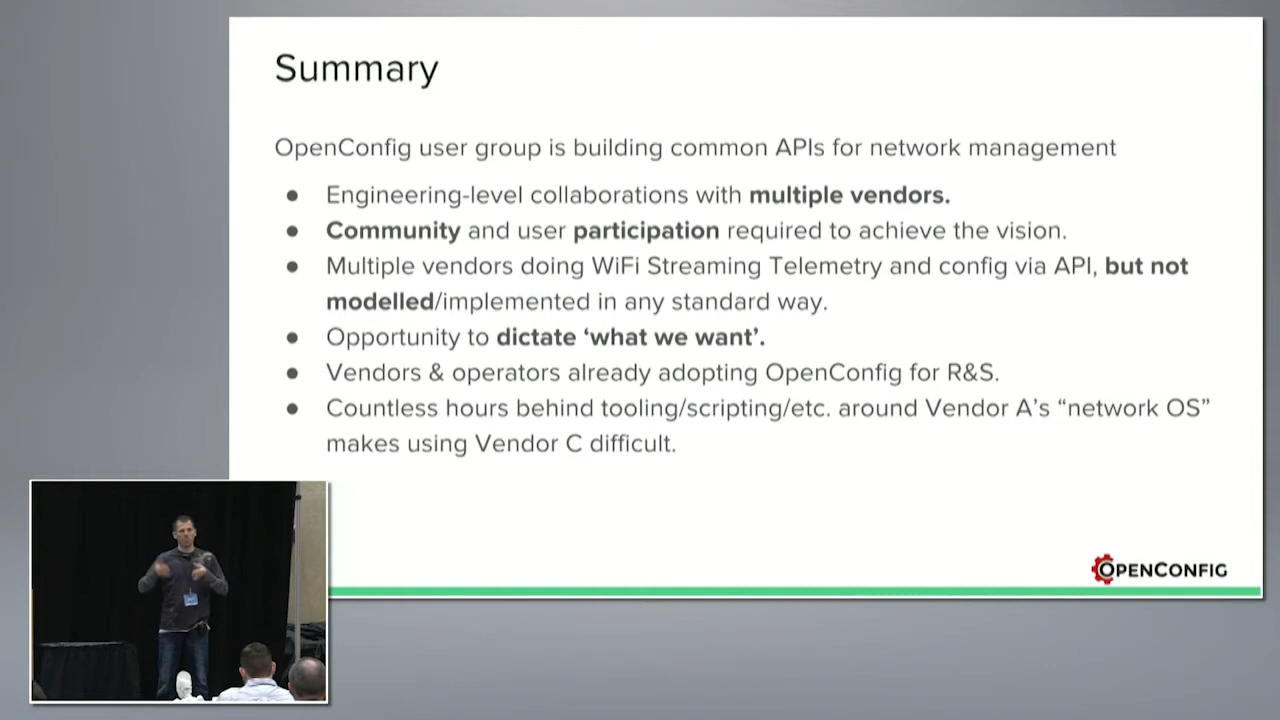 Summary
OpenConfig user group is building common APIs for network management
● Engineering-level collaborations with multiple vendors.
● Community and user participation required to achieve the vision.
● Multiple vendors doing WiFi Streaming Telemetry and config via API, but not
modelled/implemented in any standard way.
● Opportunity to dictate ‘what we want’.
● Vendors & operators already adopting OpenConfig for R&S.
● Countless hours behind tooling/scripting/etc. around Vendor A’s “network OS”
makes using Vendor C difficult.
OPENCONFIG